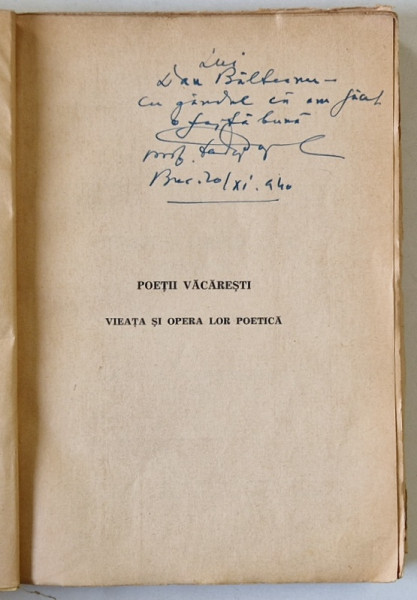 Lui
Dan Bălteanu –
cu gândul că am făcut
o faptă bună
prof.
Buc. 20/XI.940
POEȚII VĂCĂREȘTI
VIEAȚA ȘI OPERA LOR POETICĂ